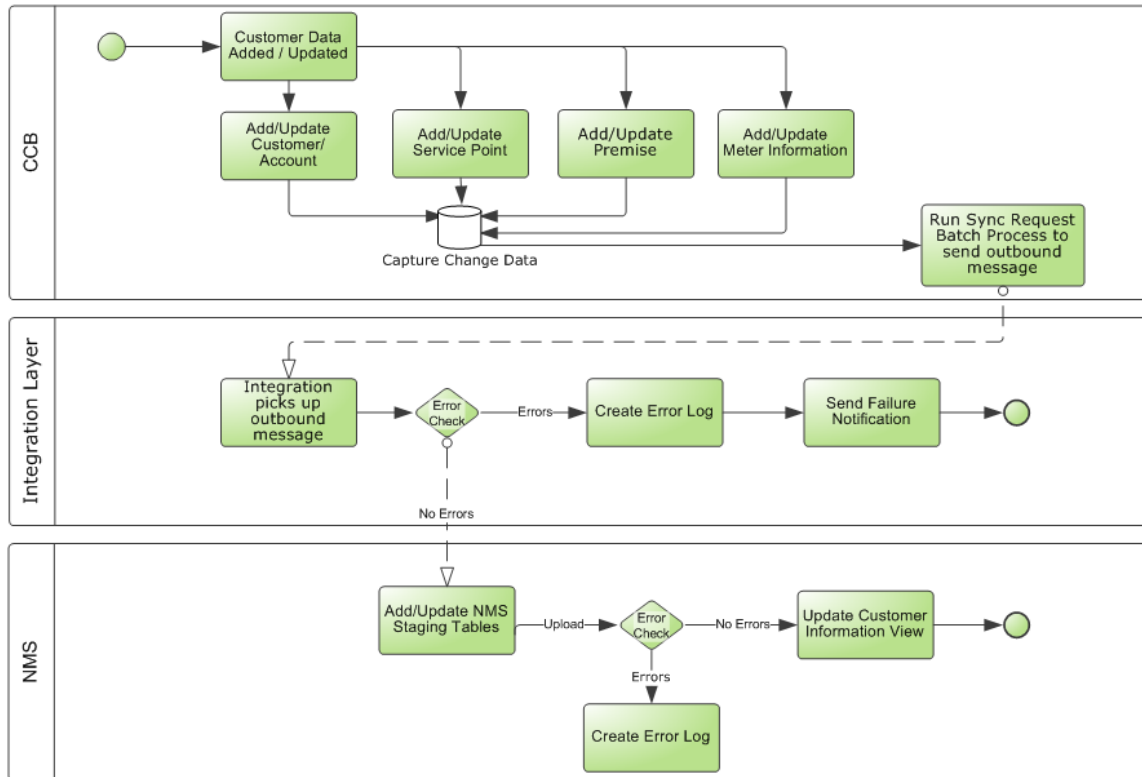 CCB
Customer Data
Added / Updated
Add/Update
Customer/
Account
Add/Update
Service Point
Add/Update
Premise
Add/Update
Meter Information
Capture Change Data
Run Sync Request
Batch Process to
send outbound
message
Integration Layer
Integration
picks up
outbound
message
Error
Check
Errors
Create Error Log
Send Failure
Notification
No Errors
NMS
Add/Update NMS
Staging Tables
Upload
Error
Check
No Errors
Update Customer
Information View
Errors
Create Error Log